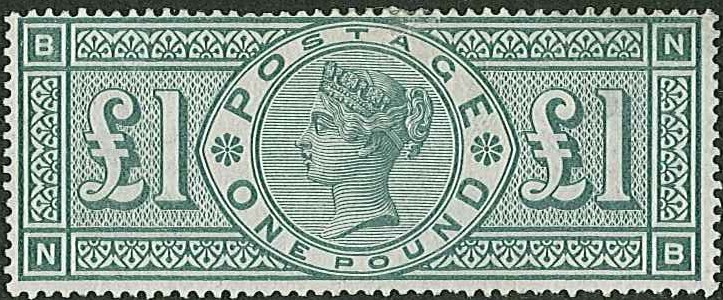 B N
POSTAGE
£1 £1
ONE POUND
N B